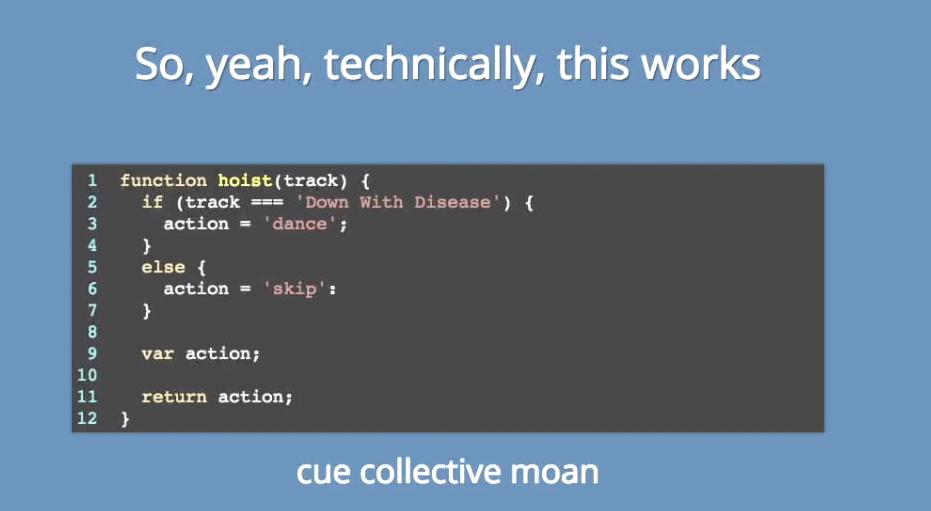 So, yeah, technically, this works
1 function hoist(track) {
2 if (track === 'Down With Disease') {
3 action = 'dance';
4 }
5 else {
6 action = 'skip':
7 }
8
9 var action;
10
11 return action;
12 }
cue collective moan